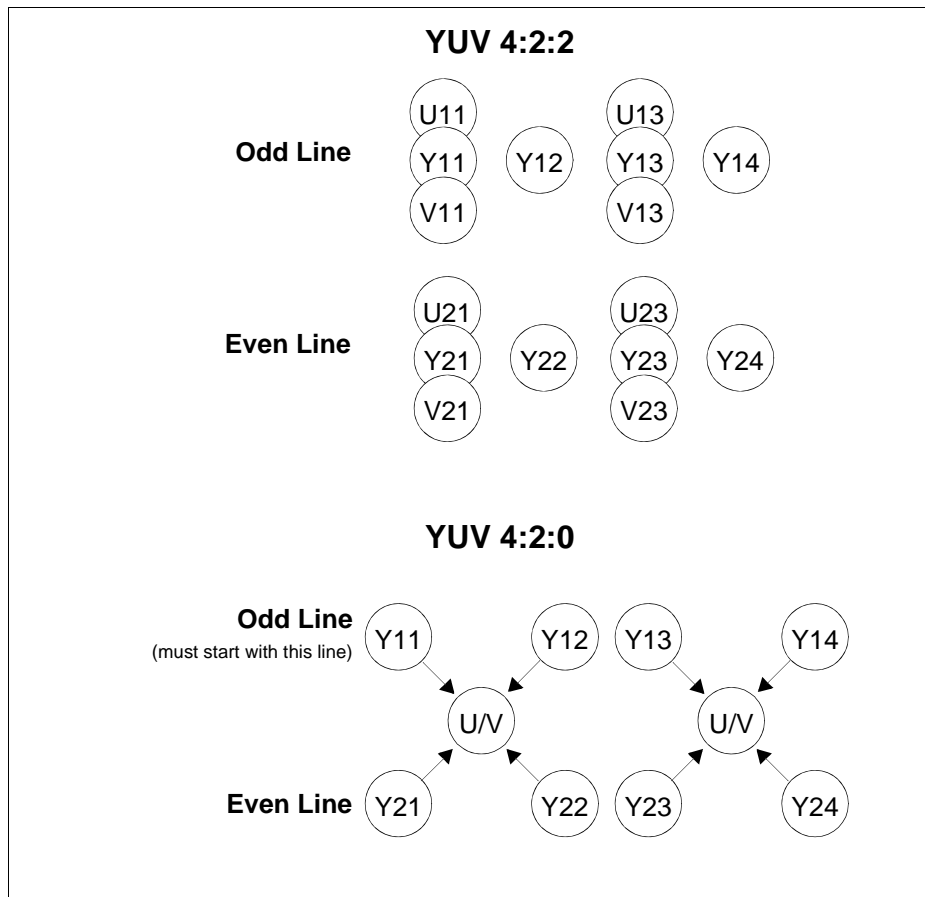 YUV 4:2:2
U11 U13
Odd Line Y11 Y12 Y13 Y14
V11 V13
U21 U23
Even Line Y21 Y22 Y23 Y24
V21 V23
YUV 4:2:0
Odd Line
(must start with this line) Y11 Y12 Y13 Y14
U/V U/V
Even Line Y21 Y22 Y23 Y24